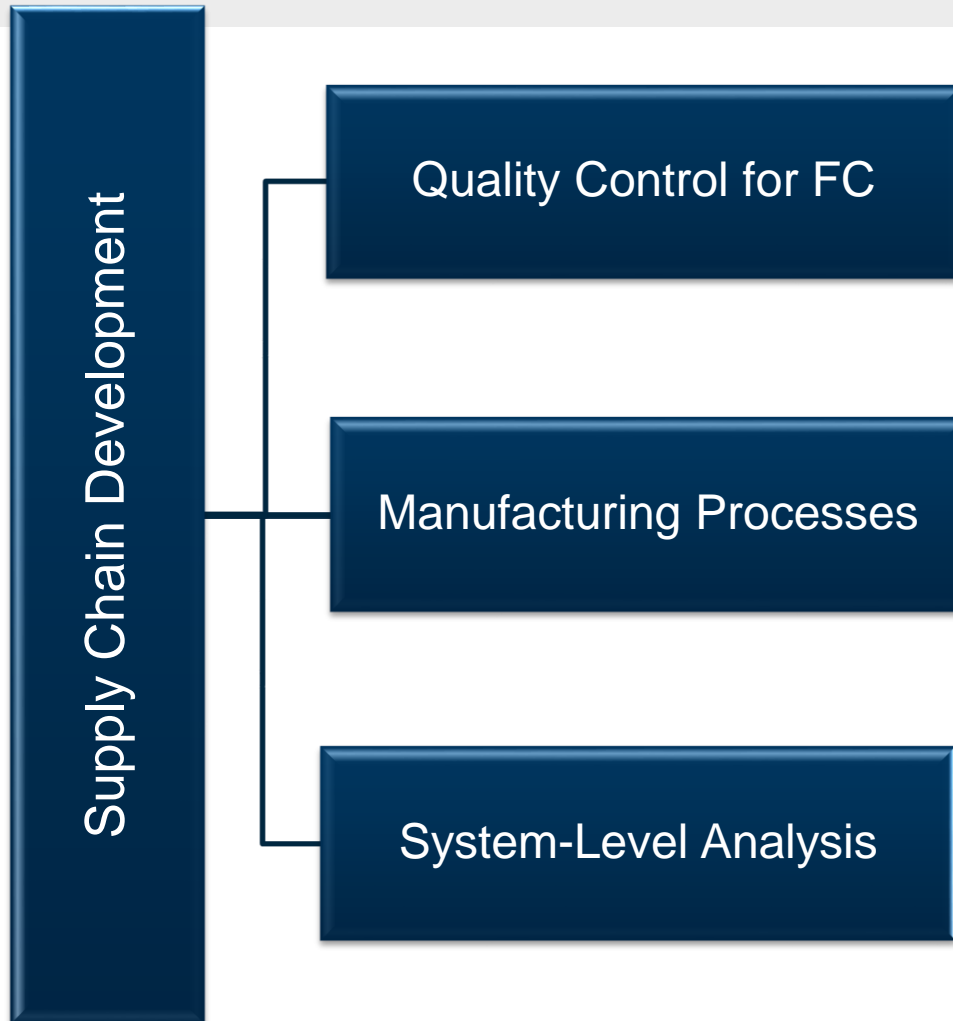 Supply Chain Development
Quality Control for FC
Manufacturing Processes
System-Level Analysis